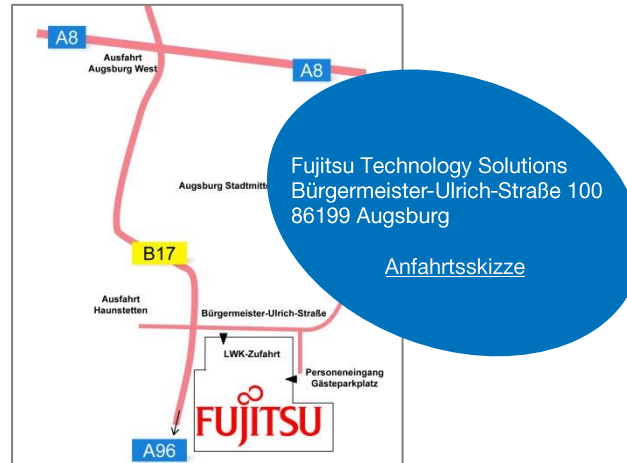 A8
Ausfahrt
Augsburg West
A8
Augsburg Stadtmitte
Fujitsu Technology Solutions
Bürgermeister-Ulrich-Straße 100
86199 Augsburg
Anfahrtsskizze
B17
Ausfahrt
Haunstetten
Bürgermeister-Ulrich-Straße
LWK-Zufahrt
Personeneingang
Gästeparkplatz
FUJITSU
A96